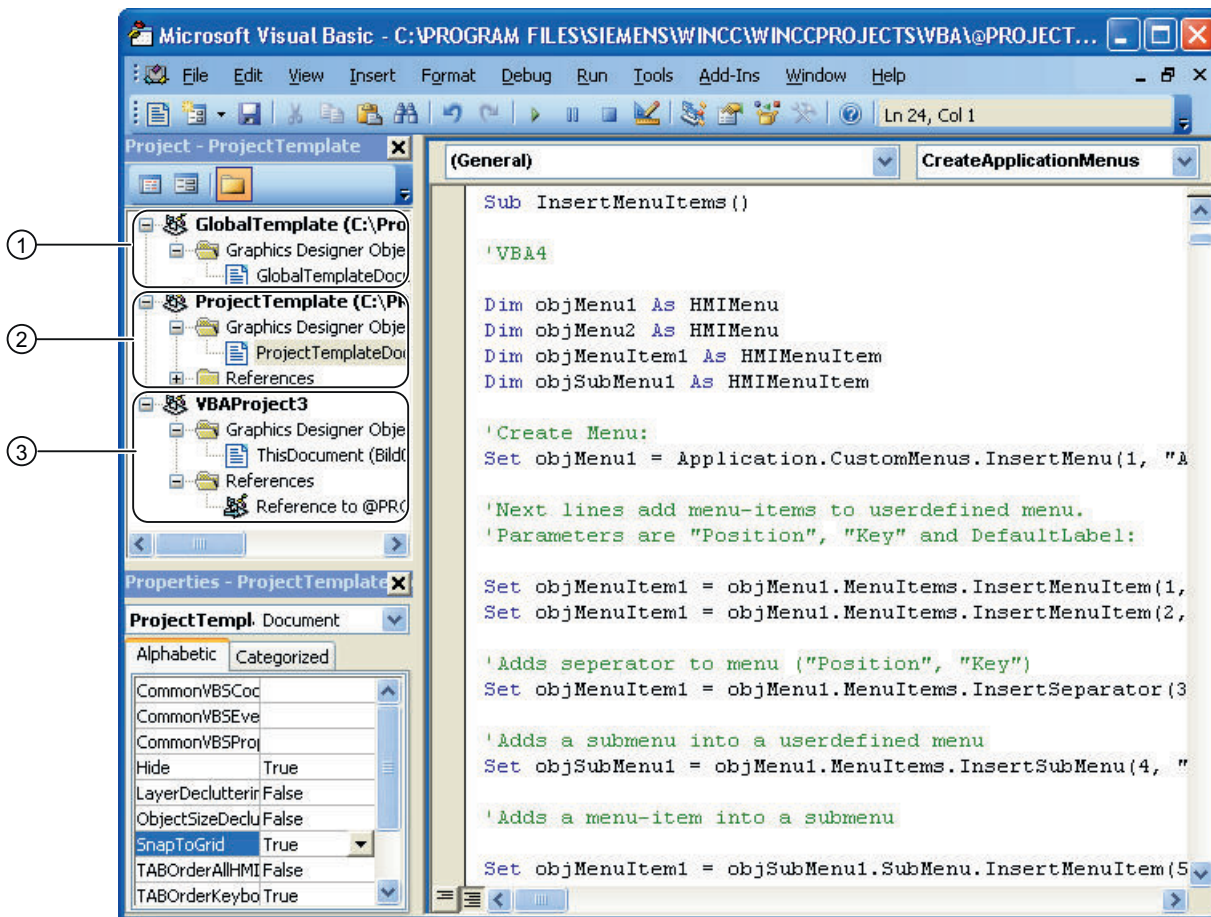 Microsoft Visual Basic - C:\PROGRAM FILES\SIEMENS\WINCC\WINCCPROJECTS\VBA\@PROJECT...
File Edit View Insert Format Debug Run Tools Add-Ins Window Help
Ln 24, Col 1
Project - ProjectTemplate
GlobalTemplate (C:\Pro
Graphics Designer Obje
GlobalTemplateDocu
ProjectTemplate (C:\Pr
Graphics Designer Obje
ProjectTemplateDo
References
VBAProject3
Graphics Designer Obje
ThisDocument (Bild
References
Reference to @PRO
1
2
3
Properties - ProjectTemplate
ProjectTempl. Document
Alphabetic Categorized
CommonVBSCod
CommonVBSEve
CommonVBSProp
Hide True
LayerDeclutterin False
ObjectSizeDeclu False
SnapToGrid True
TABOrderAllHMI False
TABOrderKeybo True
(General) CreateApplicationMenus
Sub InsertMenuItems()
'VBA4
Dim objMenu1 As HMIMenu
Dim objMenu2 As HMIMenu
Dim objMenuItem1 As HMIMenuItem
Dim objSubMenu1 As HMIMenuItem
'Create Menu:
Set objMenu1 = Application.CustomMenus.InsertMenu(1, "A
'Next lines add menu-items to userdefined menu.
'Parameters are "Position", "Key" and DefaultLabel:
Set objMenuItem1 = objMenu1.MenuItems.InsertMenuItem(1,
Set objMenuItem1 = objMenu1.MenuItems.InsertMenuItem(2,
'Adds seperator to menu ("Position", "Key")
Set objMenuItem1 = objMenu1.MenuItems.InsertSeparator(3
'Adds a submenu into a userdefined menu
Set objSubMenu1 = objMenu1.MenuItems.InsertSubMenu(4, "
'Adds a menu-item into a submenu
Set objMenuItem1 = objSubMenu1.SubMenu.InsertMenuItem(5